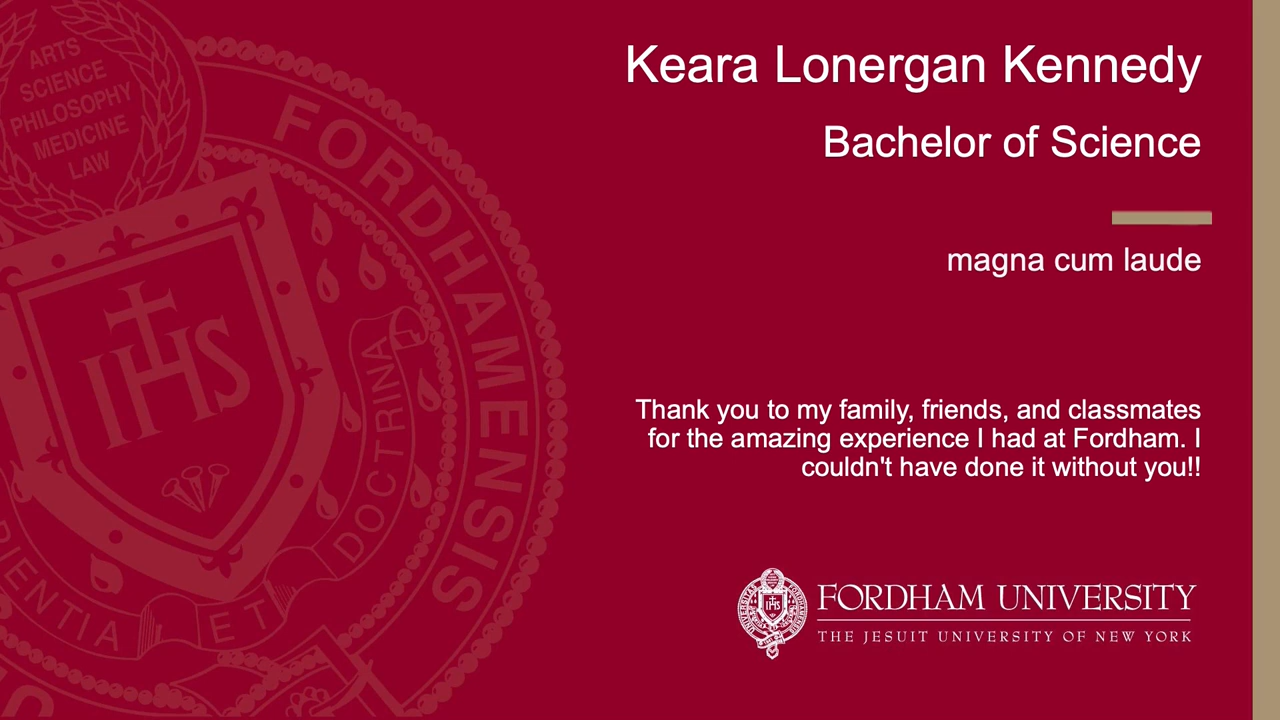 Keara Lonergan Kennedy
Bachelor of Science
magna cum laude
Thank you to my family, friends, and classmates
for the amazing experience I had at Fordham. I
couldn't have done it without you!!
FORDHAM UNIVERSITY
THE JESUIT UNIVERSITY OF NEW YORK
ARTS
SCIENCE
PHILOSOPHY
MEDICINE
LAW
FORDHAMENSIS
IHS
ET
DOCTRINA